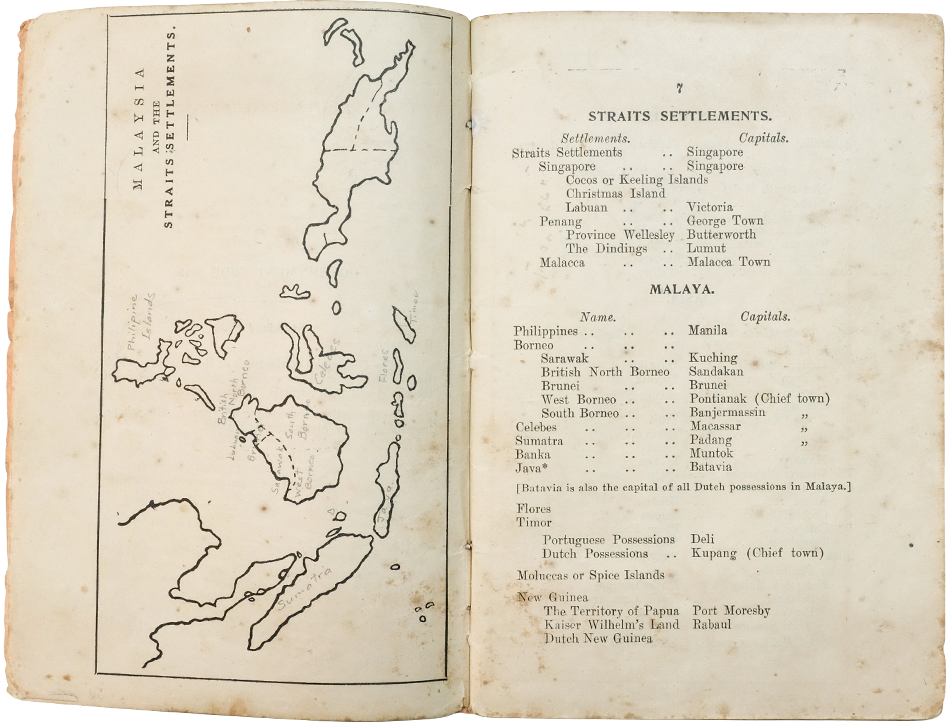 MALAYSIA
AND THE
STRAITS SETTLEMENTS.
Philipine
Islands
British
North
Borneo
Sarawak
West
Borneo
South
Borneo
Celebes
Flores
Timor
Java
Sumatra
7
STRAITS SETTLEMENTS.
Settlements. Capitals.
Straits Settlements .. Singapore
Singapore .. .. Singapore
Cocos or Keeling Islands
Christmas Island
Labuan .. .. Victoria
Penang .. .. George Town
Province Wellesley Butterworth
The Dindings .. Lumut
Malacca .. .. Malacca Town
MALAYA.
Name. Capitals.
Philippines .. .. .. Manila
Borneo .. .. ..
Sarawak .. .. Kuching
British North Borneo Sandakan
Brunei .. .. Brunei
West Borneo .. .. Pontianak (Chief town)
South Borneo .. .. Banjermassin „
Celebes .. .. .. Macassar „
Sumatra .. .. .. Padang „
Banka .. .. .. Muntok
Java* .. .. .. Batavia
[Batavia is also the capital of all Dutch possessions in Malaya.]
Flores
Timor
Portuguese Possessions Deli
Dutch Possessions .. Kupang (Chief town)
Moluccas or Spice Islands
New Guinea
The Territory of Papua Port Moresby
Kaiser Wilhelm's Land Rabaul
Dutch New Guinea